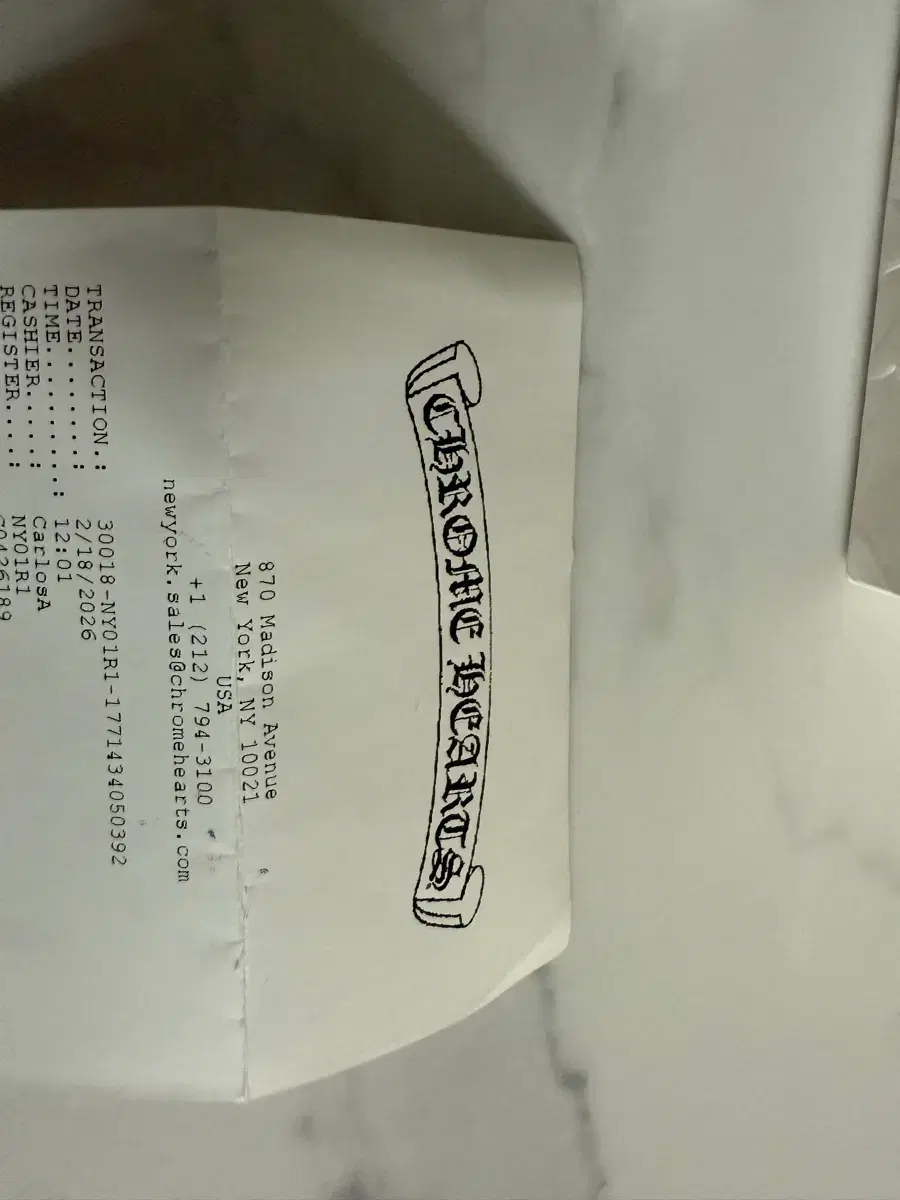 CHROME HEARTS
870 Madison Avenue
New York, NY 10021
USA
+1 (212) 794-3100
newyork.sales@chromehearts.com
TRANSACTION.: 30018-NY01R1-1771434050392
DATE........: 2/18/2026
TIME.........: 12:01
CASHIER.....: CarlosA
REGISTER....: NY01R1